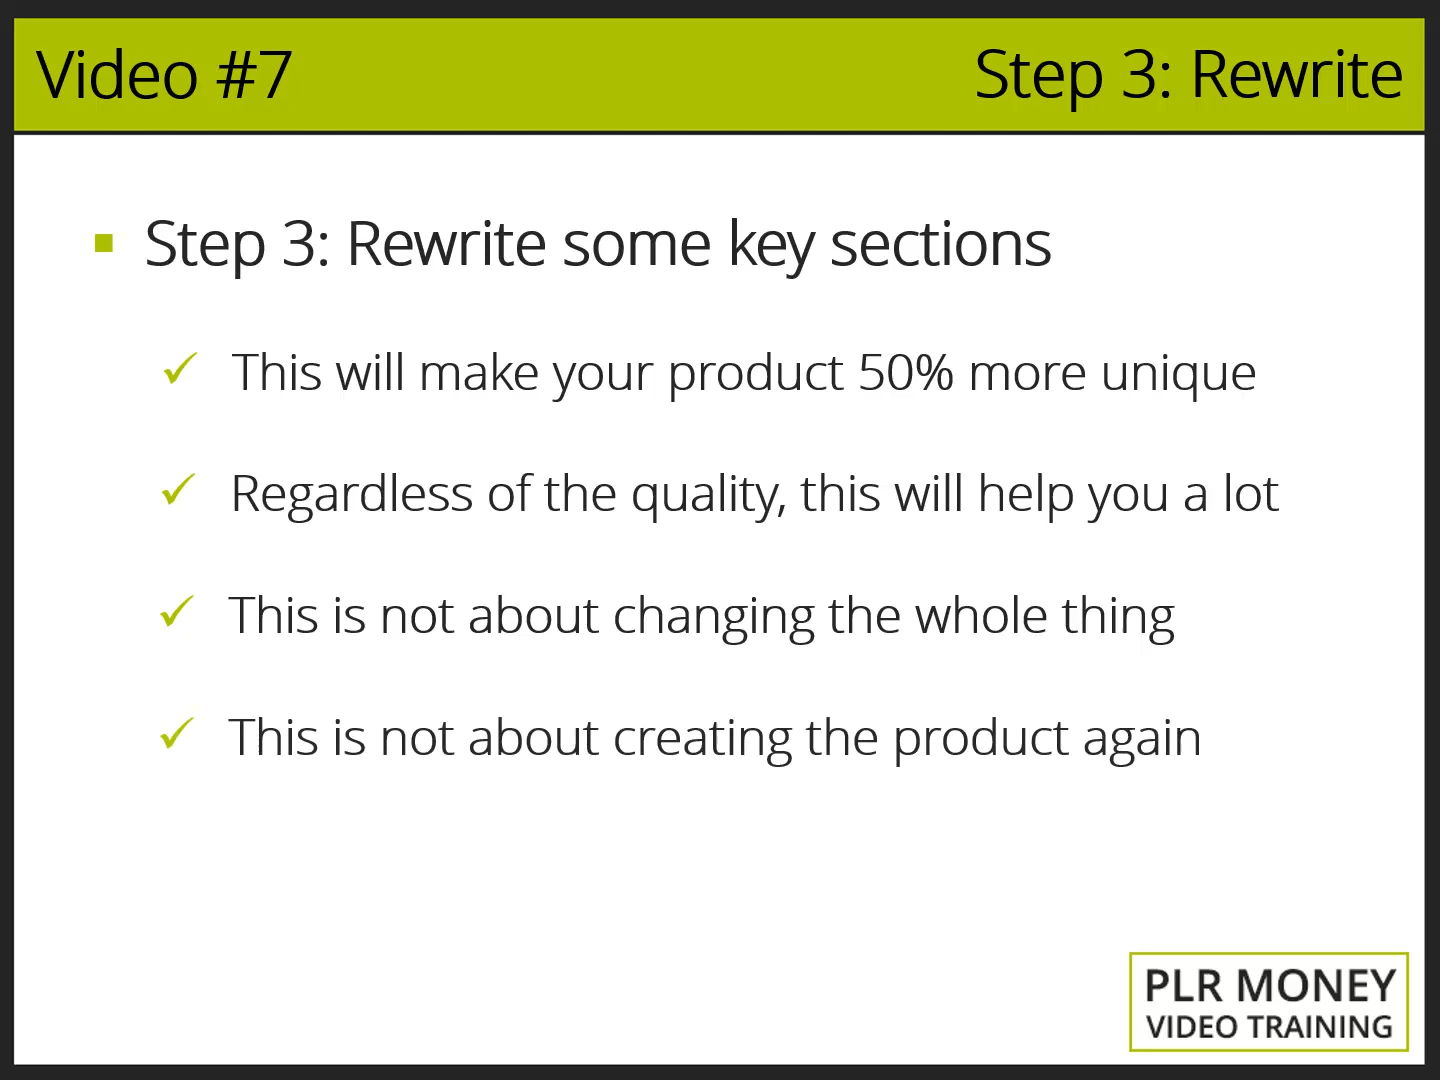 Video #7
Step 3: Rewrite
Step 3: Rewrite some key sections
This will make your product 50% more unique
Regardless of the quality, this will help you a lot
This is not about changing the whole thing
This is not about creating the product again
PLR MONEY
VIDEO TRAINING